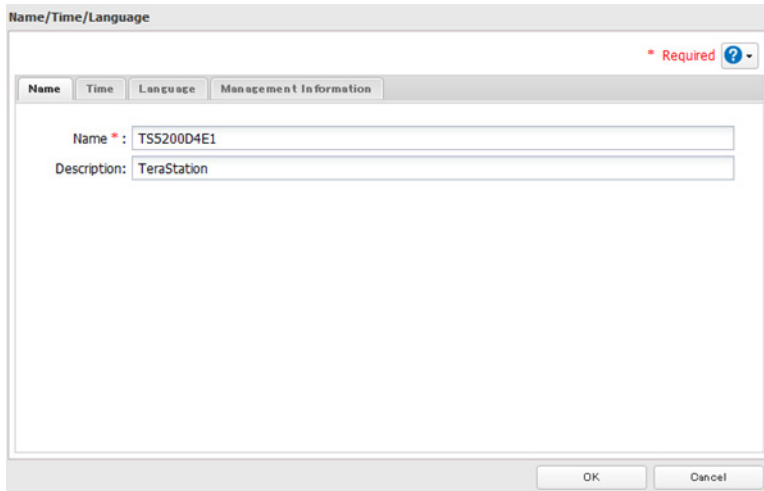 Name/Time/Language
* Required ?
Name Time Language Management Information
Name * : TS5200D4E1
Description: TeraStation
OK Cancel